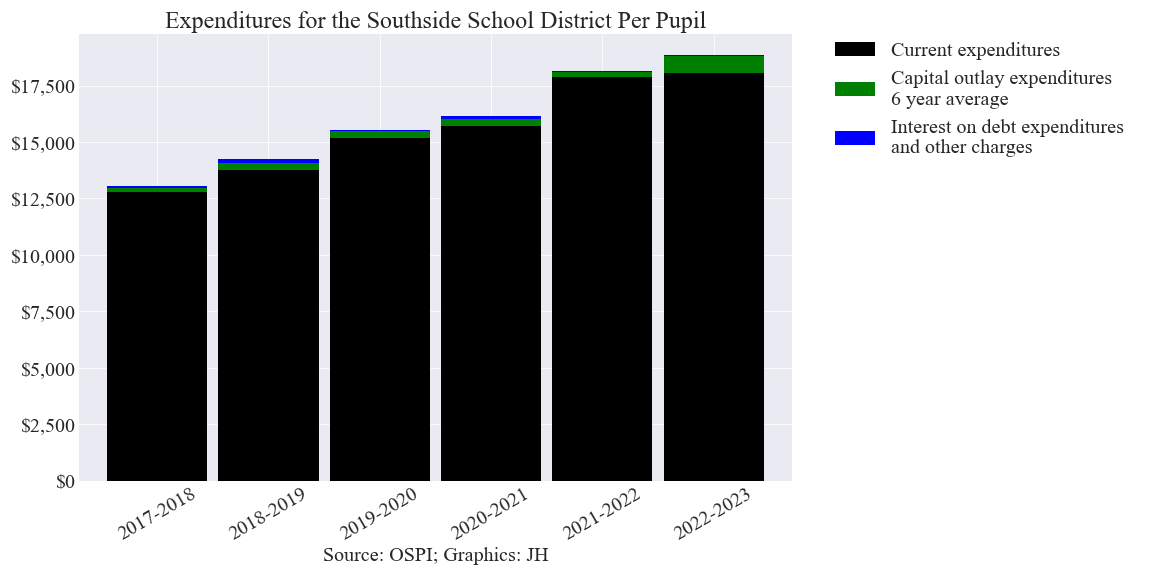 Expenditures for the Southside School District Per Pupil
Current expenditures
Capital outlay expenditures
6 year average
Interest on debt expenditures
and other charges
$17,500
$15,000
$12,500
$10,000
$7,500
$5,000
$2,500
$0
2017-2018
2018-2019
2019-2020
2020-2021
2021-2022
2022-2023
Source: OSPI; Graphics: JH